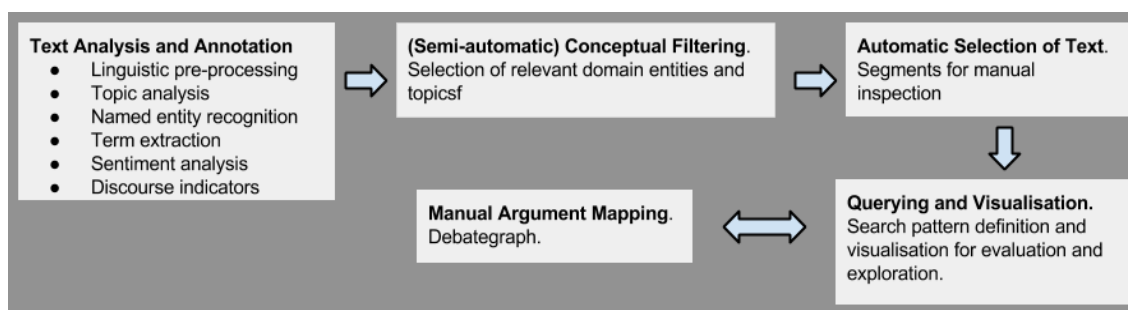 Text Analysis and Annotation
● Linguistic pre-processing
● Topic analysis
● Named entity recognition
● Term extraction
● Sentiment analysis
● Discourse indicators
(Semi-automatic) Conceptual Filtering.
Selection of relevant domain entities and
topicsf
Automatic Selection of Text.
Segments for manual
inspection
Querying and Visualisation.
Search pattern definition and
visualisation for evaluation and
exploration.
Manual Argument Mapping.
Debategraph.